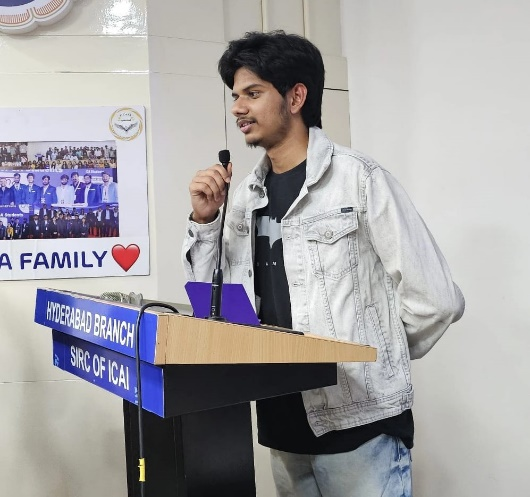 A FAMILY
HYDERABAD BRANCH
SIRC OF ICAI